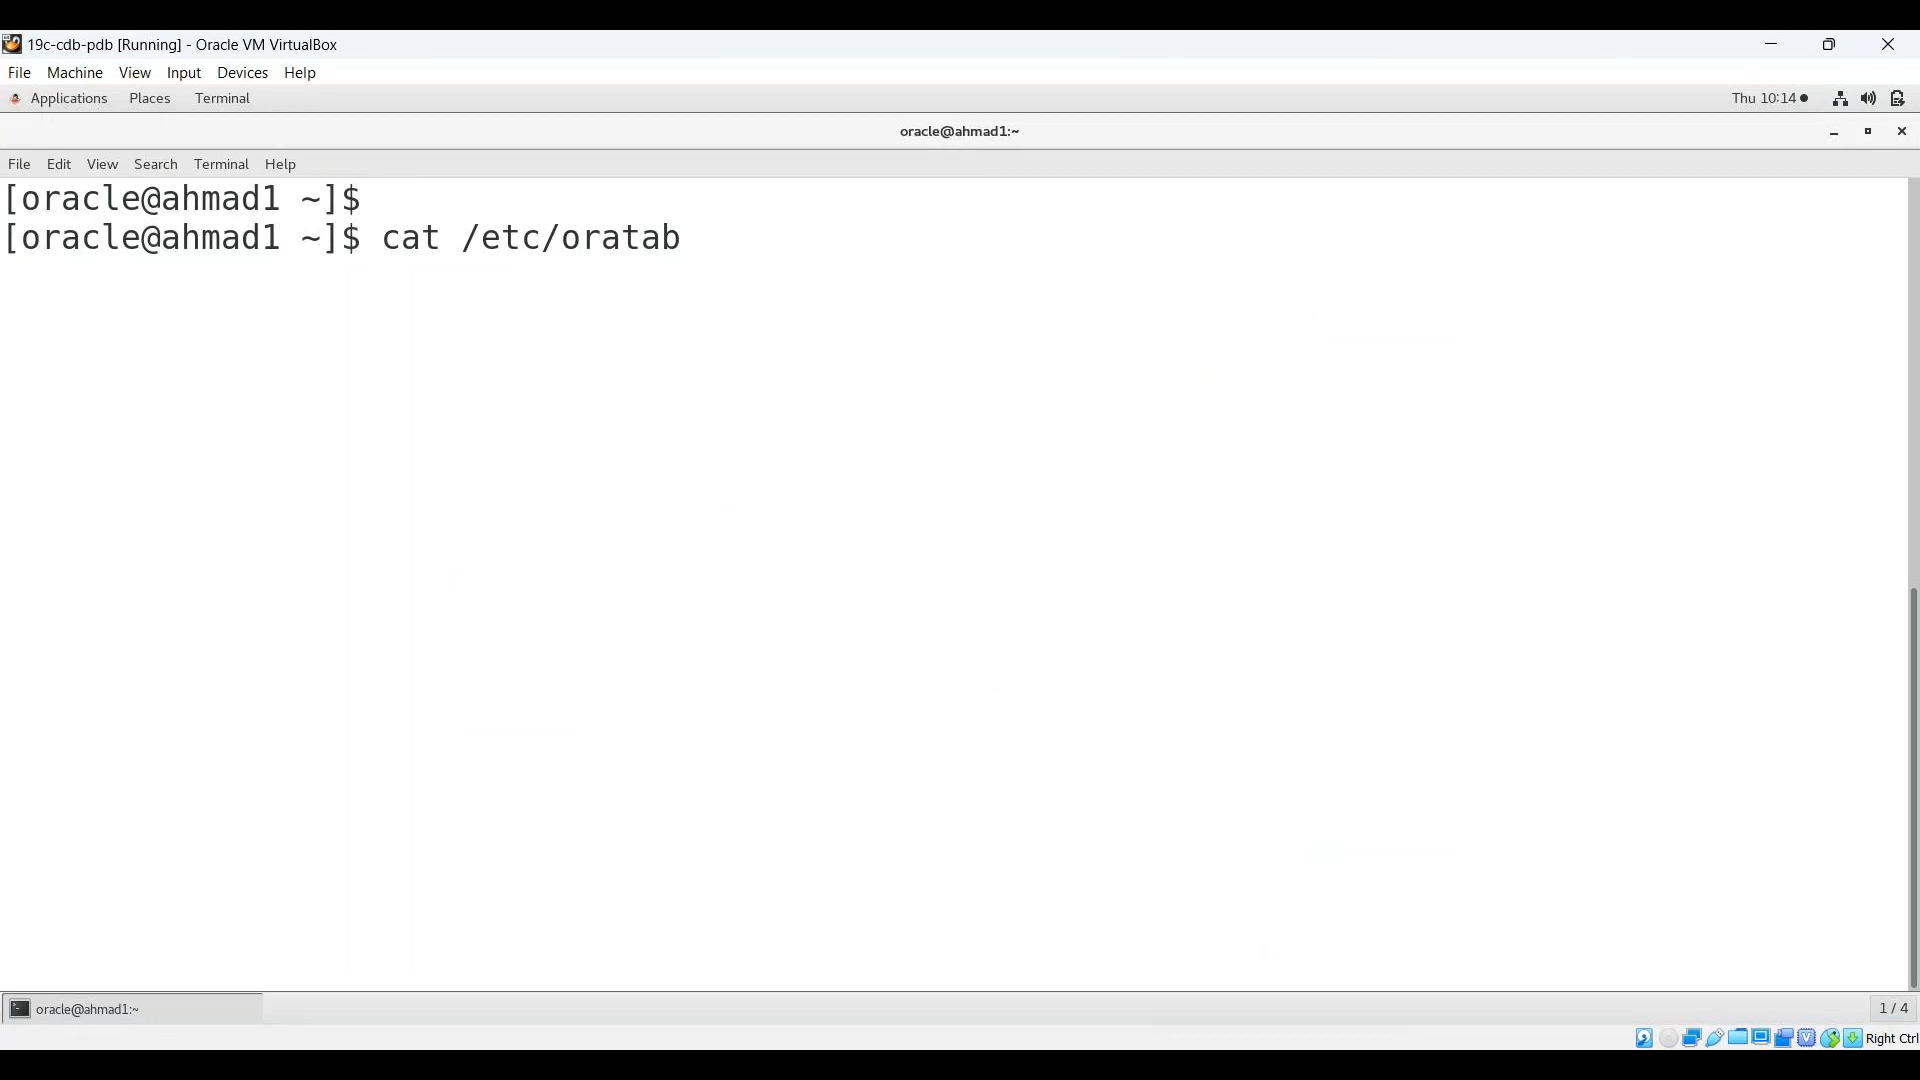 19c-cdb-pdb [Running] - Oracle VM VirtualBox
File Machine View Input Devices Help
Applications Places Terminal Thu 10:14
oracle@ahmad1:~
File Edit View Search Terminal Help
[oracle@ahmad1 ~]$
[oracle@ahmad1 ~]$ cat /etc/oratab
oracle@ahmad1:~ 1 / 4
Right Ctrl